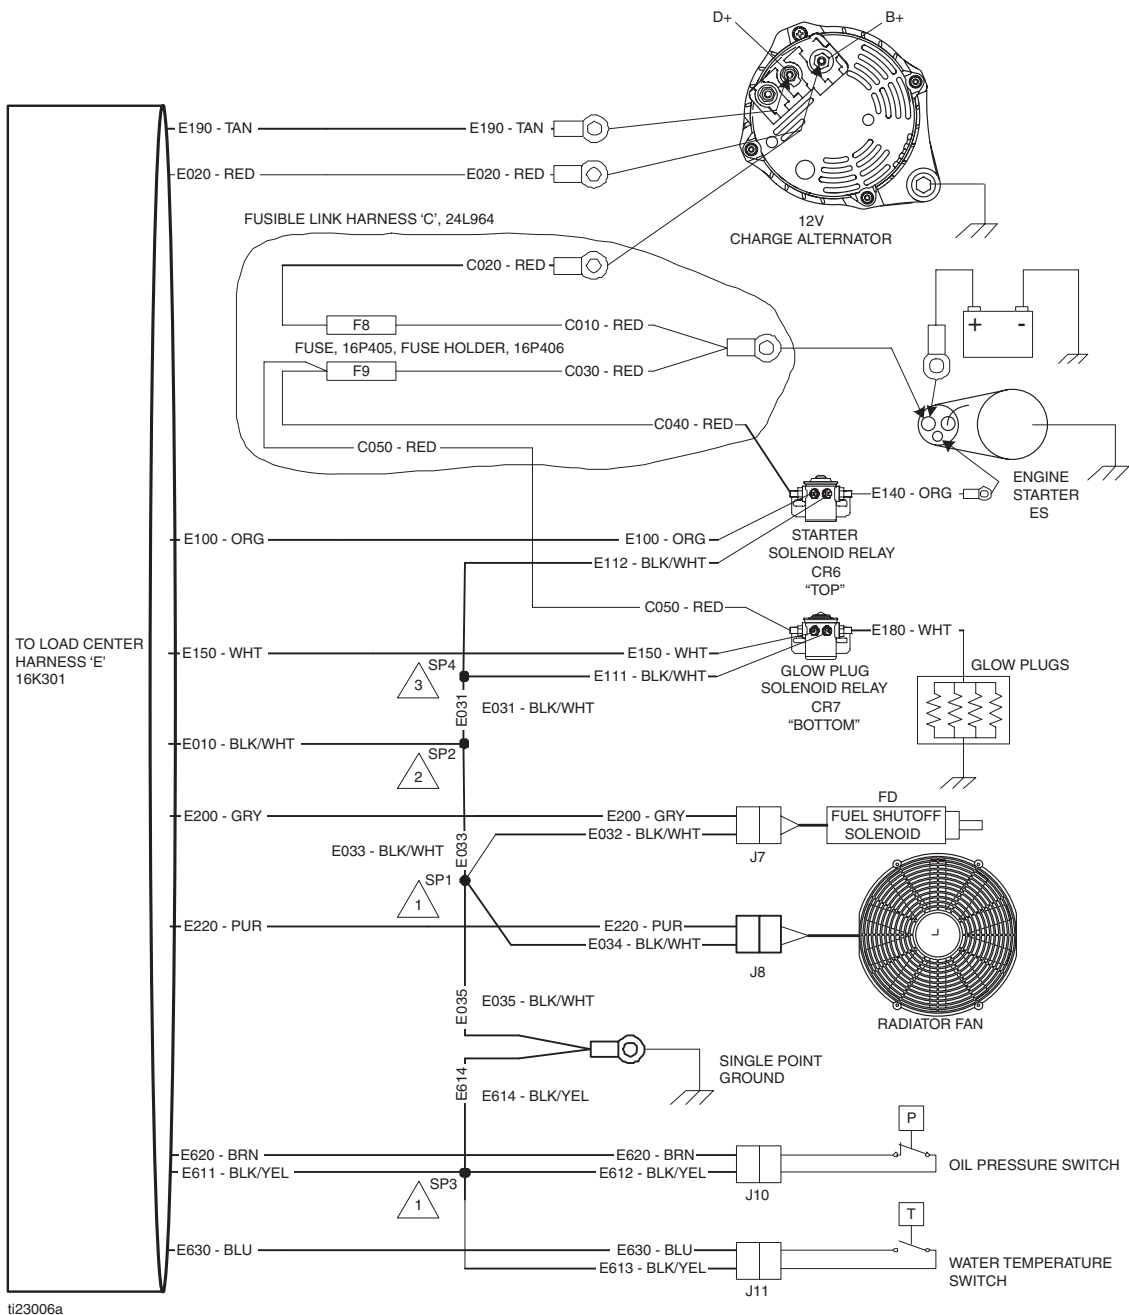 D+
B+
E190 - TAN
E190 - TAN
E020 - RED
E020 - RED
12V
CHARGE ALTERNATOR
FUSIBLE LINK HARNESS ‘C’, 24L964
C020 - RED
F8
C010 - RED
FUSE, 16P405, FUSE HOLDER, 16P406
F9
C030 - RED
+
-
C040 - RED
C050 - RED
ENGINE
STARTER
ES
E140 - ORG
STARTER
SOLENOID RELAY
CR6
“TOP”
E100 - ORG
E100 - ORG
E112 - BLK/WHT
C050 - RED
TO LOAD CENTER
HARNESS ‘E’
16K301
E150 - WHT
E150 - WHT
E180 - WHT
SP4
3
E111 - BLK/WHT
GLOW PLUG
SOLENOID RELAY
CR7
“BOTTOM”
GLOW PLUGS
E031
E031 - BLK/WHT
E010 - BLK/WHT
SP2
2
E200 - GRY
E200 - GRY
E032 - BLK/WHT
J7
FD
FUEL SHUTOFF
SOLENOID
E033 - BLK/WHT
E033
SP1
1
E220 - PUR
E220 - PUR
E034 - BLK/WHT
J8
RADIATOR FAN
E035
E035 - BLK/WHT
SINGLE POINT
GROUND
E614
E614 - BLK/YEL
P
E620 - BRN
E620 - BRN
E611 - BLK/YEL
E612 - BLK/YEL
J10
OIL PRESSURE SWITCH
SP3
1
T
E630 - BLU
E630 - BLU
E613 - BLK/YEL
J11
WATER TEMPERATURE
SWITCH
ti23006a